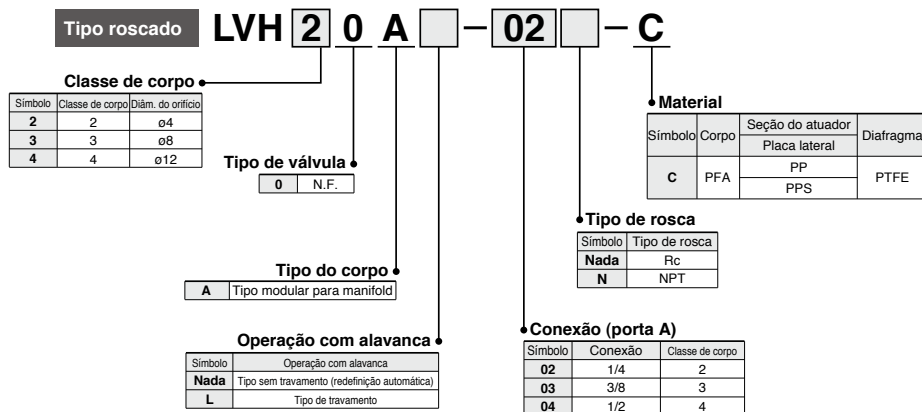 Tipo roscado LVH 2 0 A – 02 – C
Classe de corpo
Símbolo Classe de corpo Diâm. do orifício
2 2 ø4
3 3 ø8
4 4 ø12
Tipo de válvula
0 N.F.
Tipo do corpo
A Tipo modular para manifold
Operação com alavanca
Símbolo Operação com alavanca
Nada Tipo sem travamento (redefinição automática)
L Tipo de travamento
Material
Símbolo Corpo Seção do atuador Diafragma
Placa lateral
C PFA PP PTFE
PPS
Tipo de rosca
Símbolo Tipo de rosca
Nada Rc
N NPT
Conexão (porta A)
Símbolo Conexão Classe de corpo
02 1/4 2
03 3/8 3
04 1/2 4